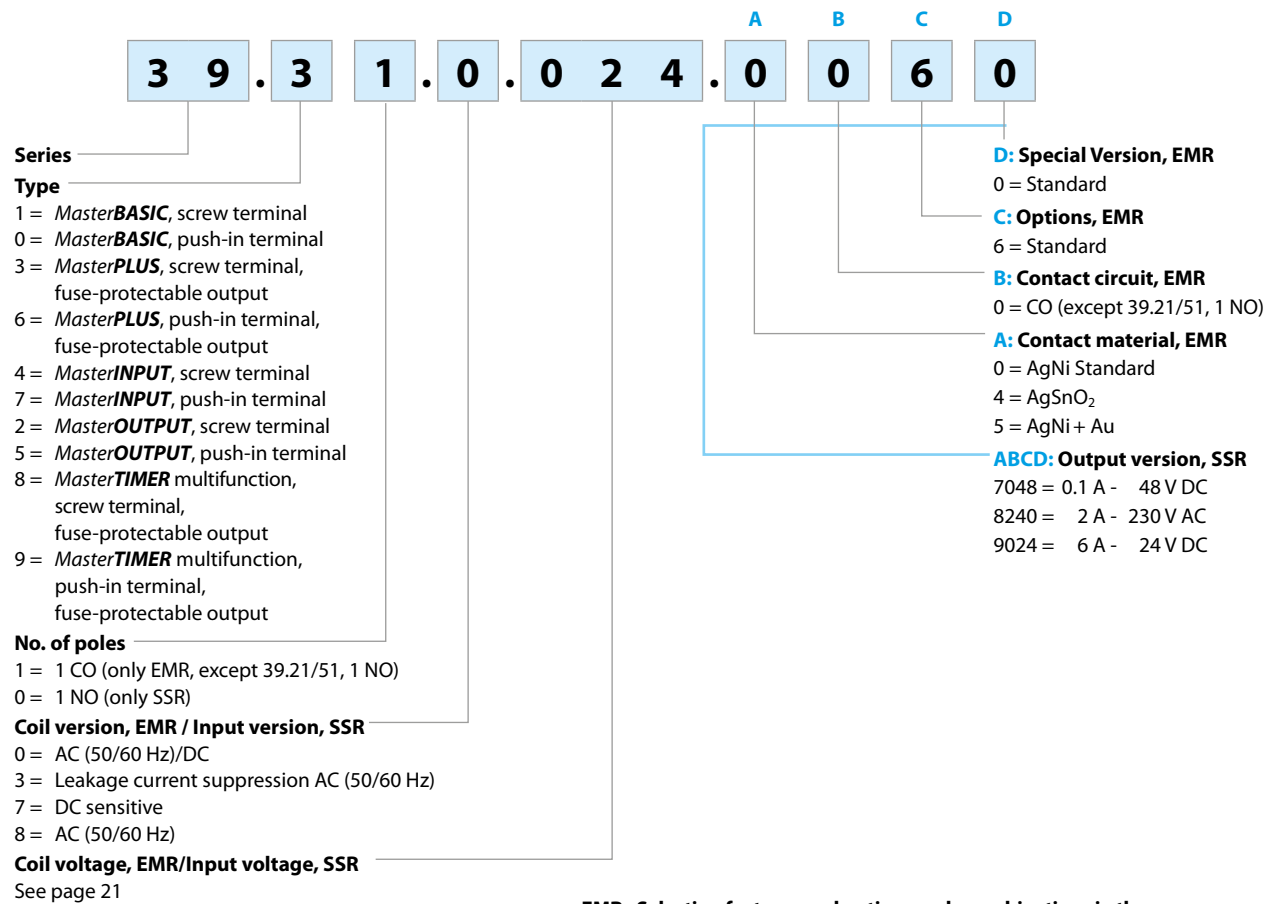 A B C D
3 9 . 3 1 . 0 . 0 2 4 . 0 0 6 0
Series
Type
1 = MasterBASIC, screw terminal
0 = MasterBASIC, push-in terminal
3 = MasterPLUS, screw terminal,
fuse-protectable output
6 = MasterPLUS, push-in terminal,
fuse-protectable output
4 = MasterINPUT, screw terminal
7 = MasterINPUT, push-in terminal
2 = MasterOUTPUT, screw terminal
5 = MasterOUTPUT, push-in terminal
8 = MasterTIMER multifunction,
screw terminal,
fuse-protectable output
9 = MasterTIMER multifunction,
push-in terminal,
fuse-protectable output
No. of poles
1 = 1 CO (only EMR, except 39.21/51, 1 NO)
0 = 1 NO (only SSR)
Coil version, EMR / Input version, SSR
0 = AC (50/60 Hz)/DC
3 = Leakage current suppression AC (50/60 Hz)
7 = DC sensitive
8 = AC (50/60 Hz)
Coil voltage, EMR/Input voltage, SSR
See page 21
D: Special Version, EMR
0 = Standard
C: Options, EMR
6 = Standard
B: Contact circuit, EMR
0 = CO (except 39.21/51, 1 NO)
A: Contact material, EMR
0 = AgNi Standard
4 = AgSnO₂
5 = AgNi + Au
ABCD: Output version, SSR
7048 = 0.1 A - 48 V DC
8240 = 2 A - 230 V AC
9024 = 6 A - 24 V DC